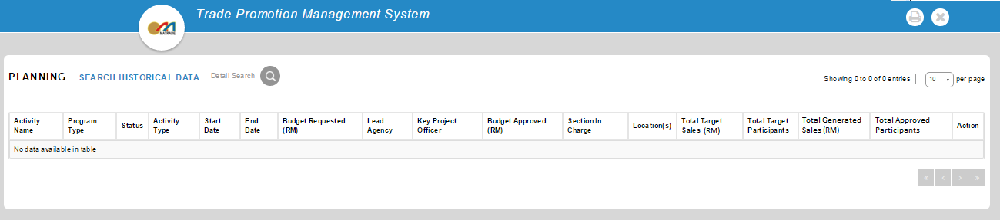 Trade Promotion Management System
MATRADE
PLANNING | SEARCH HISTORICAL DATA Detail Search
Showing 0 to 0 of 0 entries | 10 per page
Activity Name Program Type Status Activity Type Start Date End Date Budget Requested (RM) Lead Agency Key Project Officer Budget Approved (RM) Section In Charge Location(s) Total Target Sales (RM) Total Target Participants Total Generated Sales (RM) Total Approved Participants Action
No data available in table
« ‹ › »